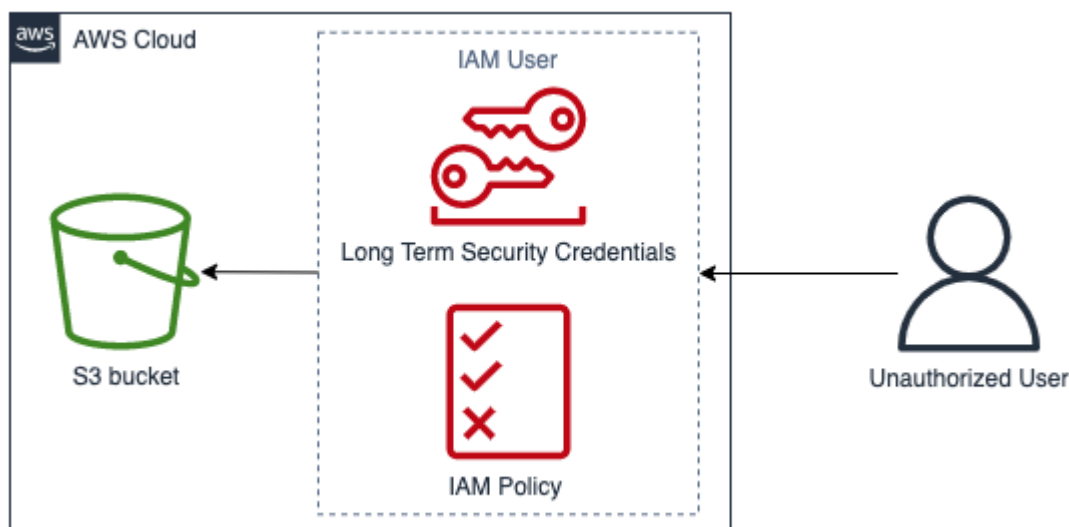 aws
AWS Cloud
IAM User
Long Term Security Credentials
S3 bucket
Unauthorized User
IAM Policy